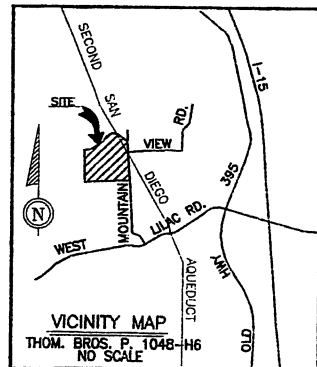 SECOND
SAN
DIEGO
AQUEDUCT
I-15
SITE
RD.
VIEW
MOUNTAIN
395
HWY
OLD
WEST
LILAC RD.
N
VICINITY MAP
THOM. BROS. P. 1048-H6
NO SCALE